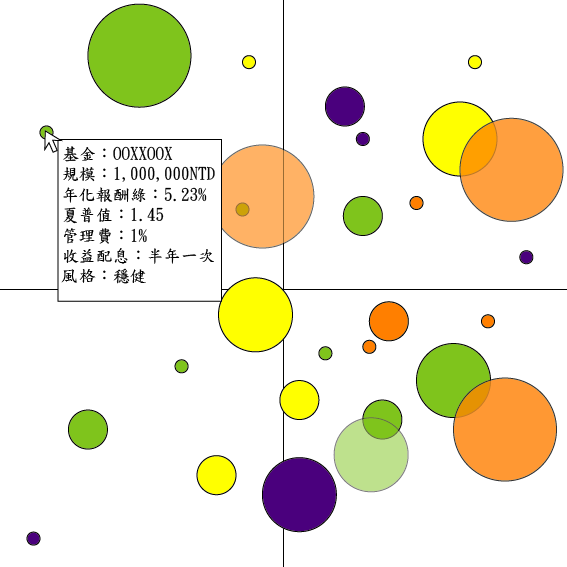 基金：OOXXOOX
規模：1,000,000NTD
年化報酬綠：5.23%
夏普值：1.45
管理費：1%
收益配息：半年一次
風格：穩健